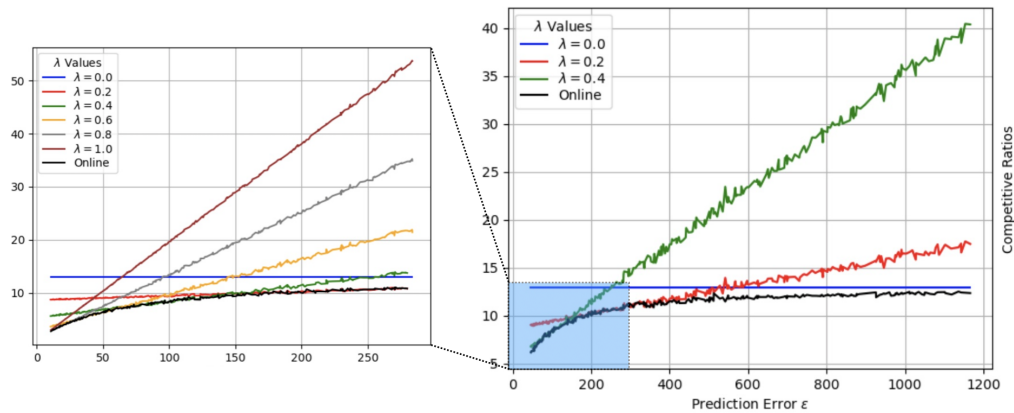 λ Values
λ = 0.0
λ = 0.2
λ = 0.4
λ = 0.6
λ = 0.8
λ = 1.0
Online
50
40
30
20
10
0
50
100
150
200
250
λ Values
λ = 0.0
λ = 0.2
λ = 0.4
Online
40
35
30
25
20
15
10
5
0
200
400
600
800
1000
1200
Prediction Error ε
Competitive Ratios